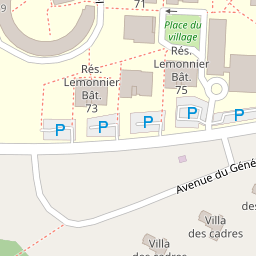 71
Place du
village
Rés.
Lemonnier
Bât.
73
Rés.
Lemonnier
Bât.
75
P
P
P
P
P
Avenue du Géné
Villa
des cadres
Villa
des cadres